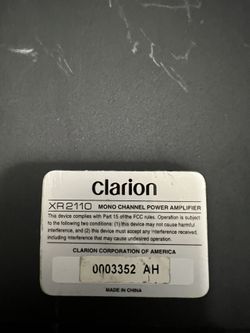 clarion
XR2110 MONO CHANNEL POWER AMPLIFIER
This device complies with Part 15 of the FCC rules. Operation is subject to
the following two conditions: (1) this device may not cause harmful
interference, and (2) this device must accept any interference received,
including interference that may cause undesired operation.
CLARION CORPORATION OF AMERICA
0003352 AH
MADE IN CHINA